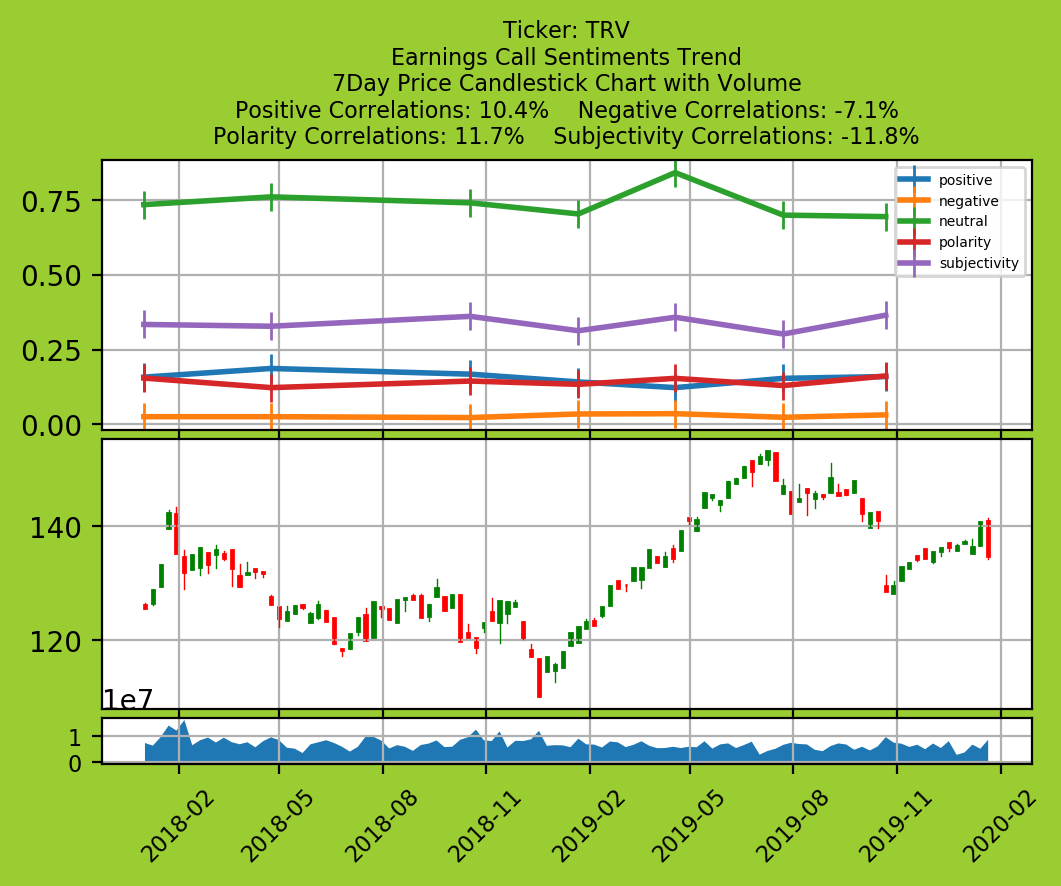 Ticker: TRV
Earnings Call Sentiments Trend
7Day Price Candlestick Chart with Volume
Positive Correlations: 10.4%    Negative Correlations: -7.1%
Polarity Correlations: 11.7%    Subjectivity Correlations: -11.8%
positive
negative
neutral
polarity
subjectivity
0.75
0.50
0.25
0.00
140
120
1e7
1
0
2018-02
2018-05
2018-08
2018-11
2019-02
2019-05
2019-08
2019-11
2020-02